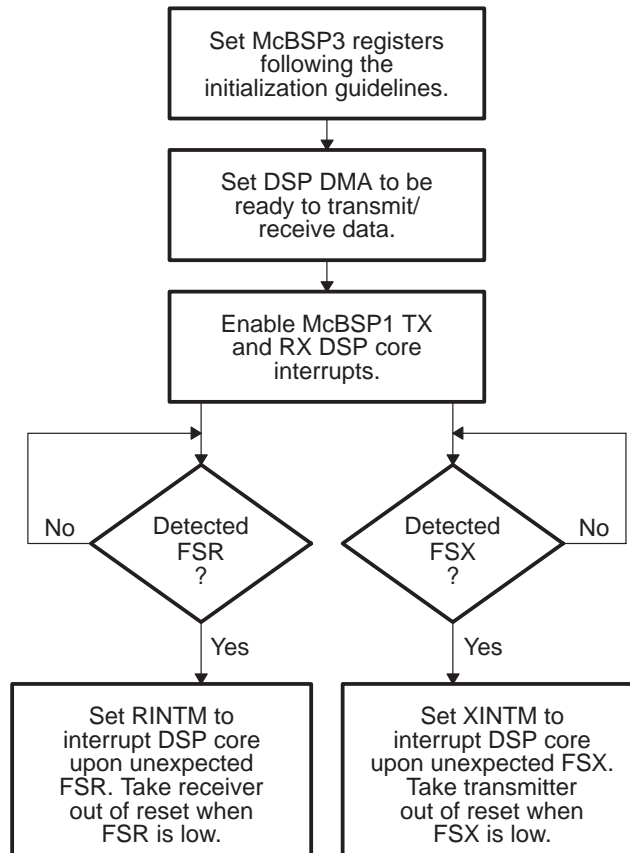 Set McBSP3 registers
following the
initialization guidelines.
Set DSP DMA to be
ready to transmit/
receive data.
Enable McBSP1 TX
and RX DSP core
interrupts.
No
Detected
FSR
?
Detected
FSX
?
No
Yes
Yes
Set RINTM to
interrupt DSP core
upon unexpected
FSR. Take receiver
out of reset when
FSR is low.
Set XINTM to
interrupt DSP core
upon unexpected FSX.
Take transmitter
out of reset when
FSX is low.